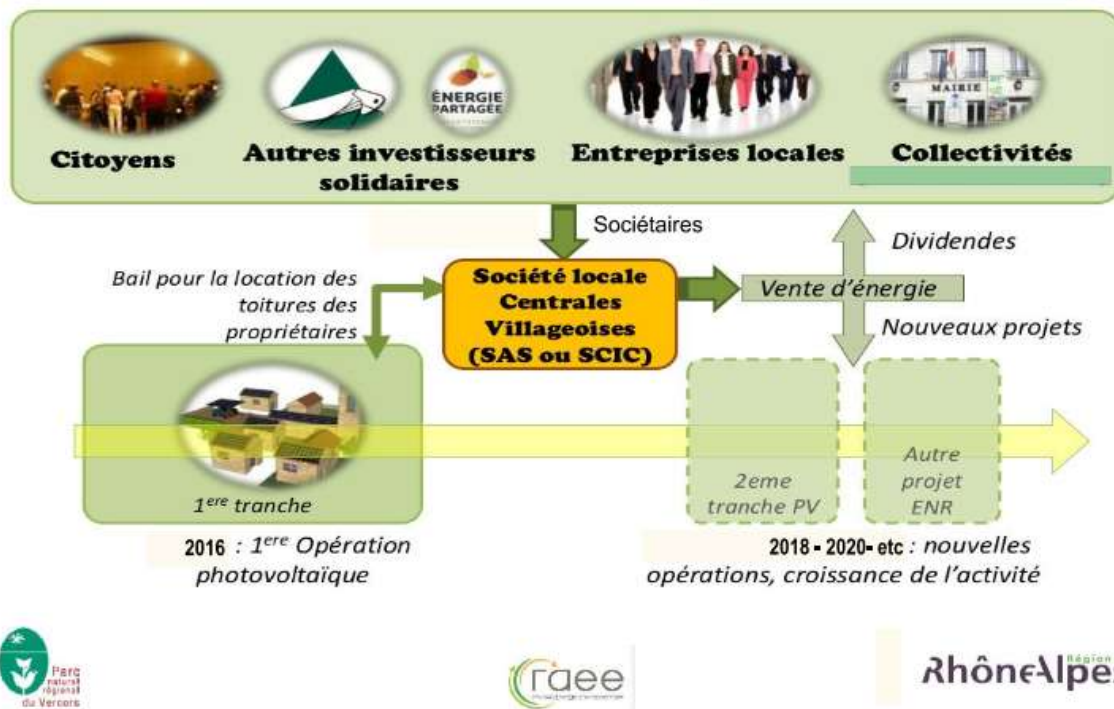 ÉNERGIE
PARTAGÉE
MAIRIE
Citoyens
Autres investisseurs
solidaires
Entreprises locales
Collectivités
Sociétaires
Dividendes
Bail pour la location des
toitures des
propriétaires
Société locale
Centrales
Villageoises
(SAS ou SCIC)
Vente d'énergie
Nouveaux projets
1ere tranche
2eme
tranche PV
Autre
projet
ENR
2016 : 1ere Opération
photovoltaïque
2018 - 2020- etc : nouvelles
opérations, croissance de l'activité
Parc
naturel
régional
du Vercors
raee
Région
RhôneAlpes